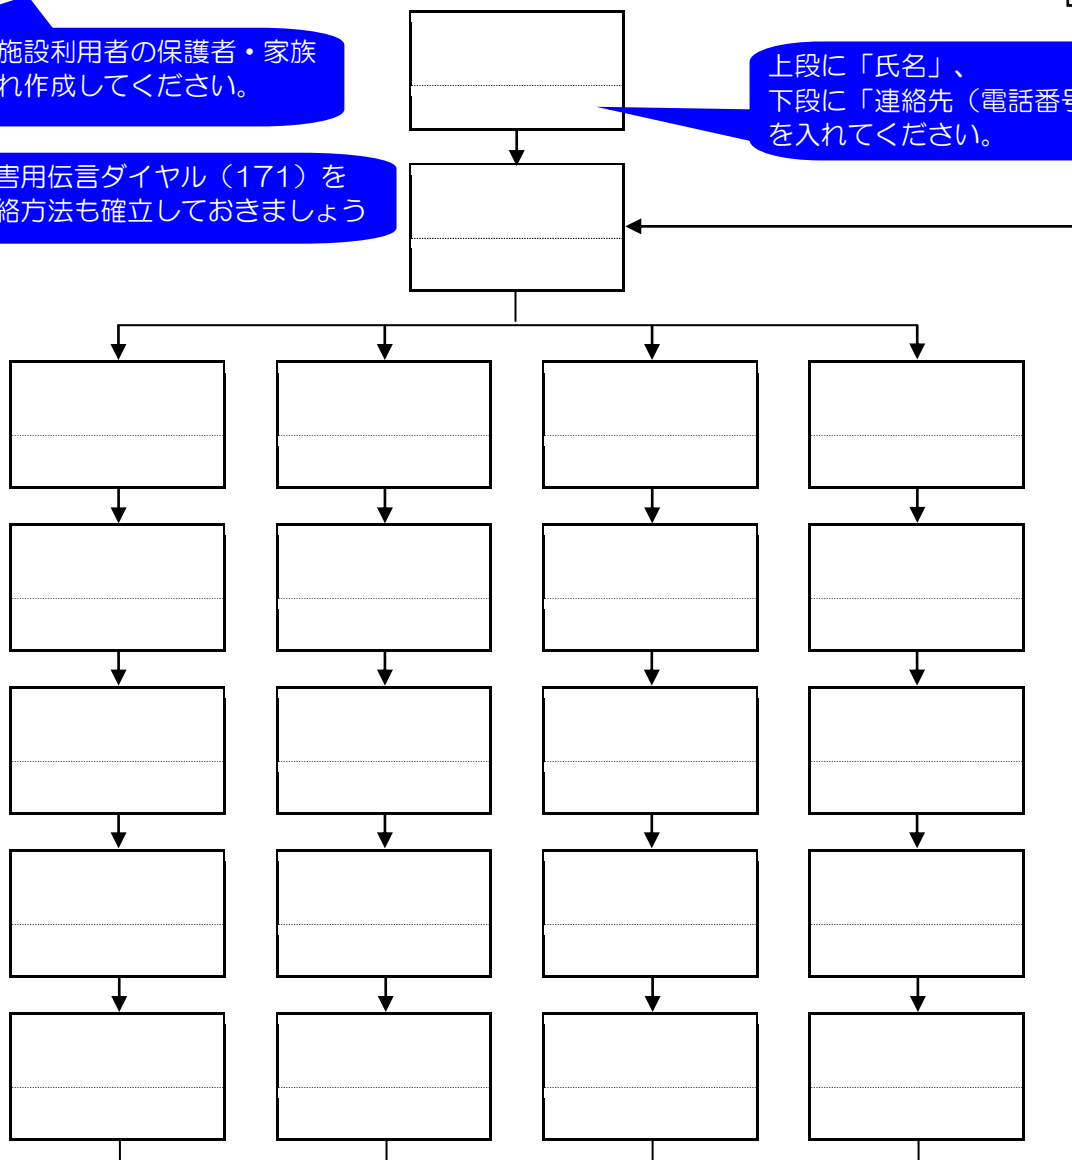 施設利用者の保護者・家族
れ作成してください。
上段に「氏名」、
下段に「連絡先（電話番号
を入れてください。
害用伝言ダイヤル（171）を
絡方法も確立しておきましょう